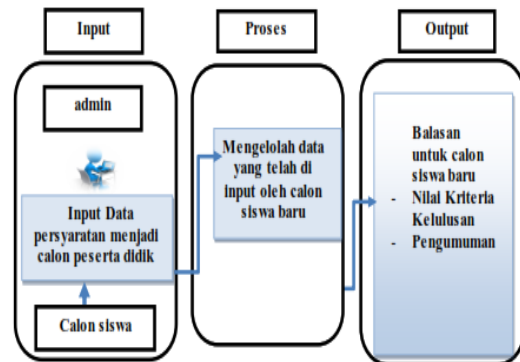 Input
Proses
Output
admin
Input Data
persyaratan menjadi
calon peserta didik
Calon siswa
Mengelolah data
yang telah di
input oleh calon
siswa baru
Balasan
untuk calon
siswa baru
- Nilai Kriteria
Kelulusan
- Pengumuman